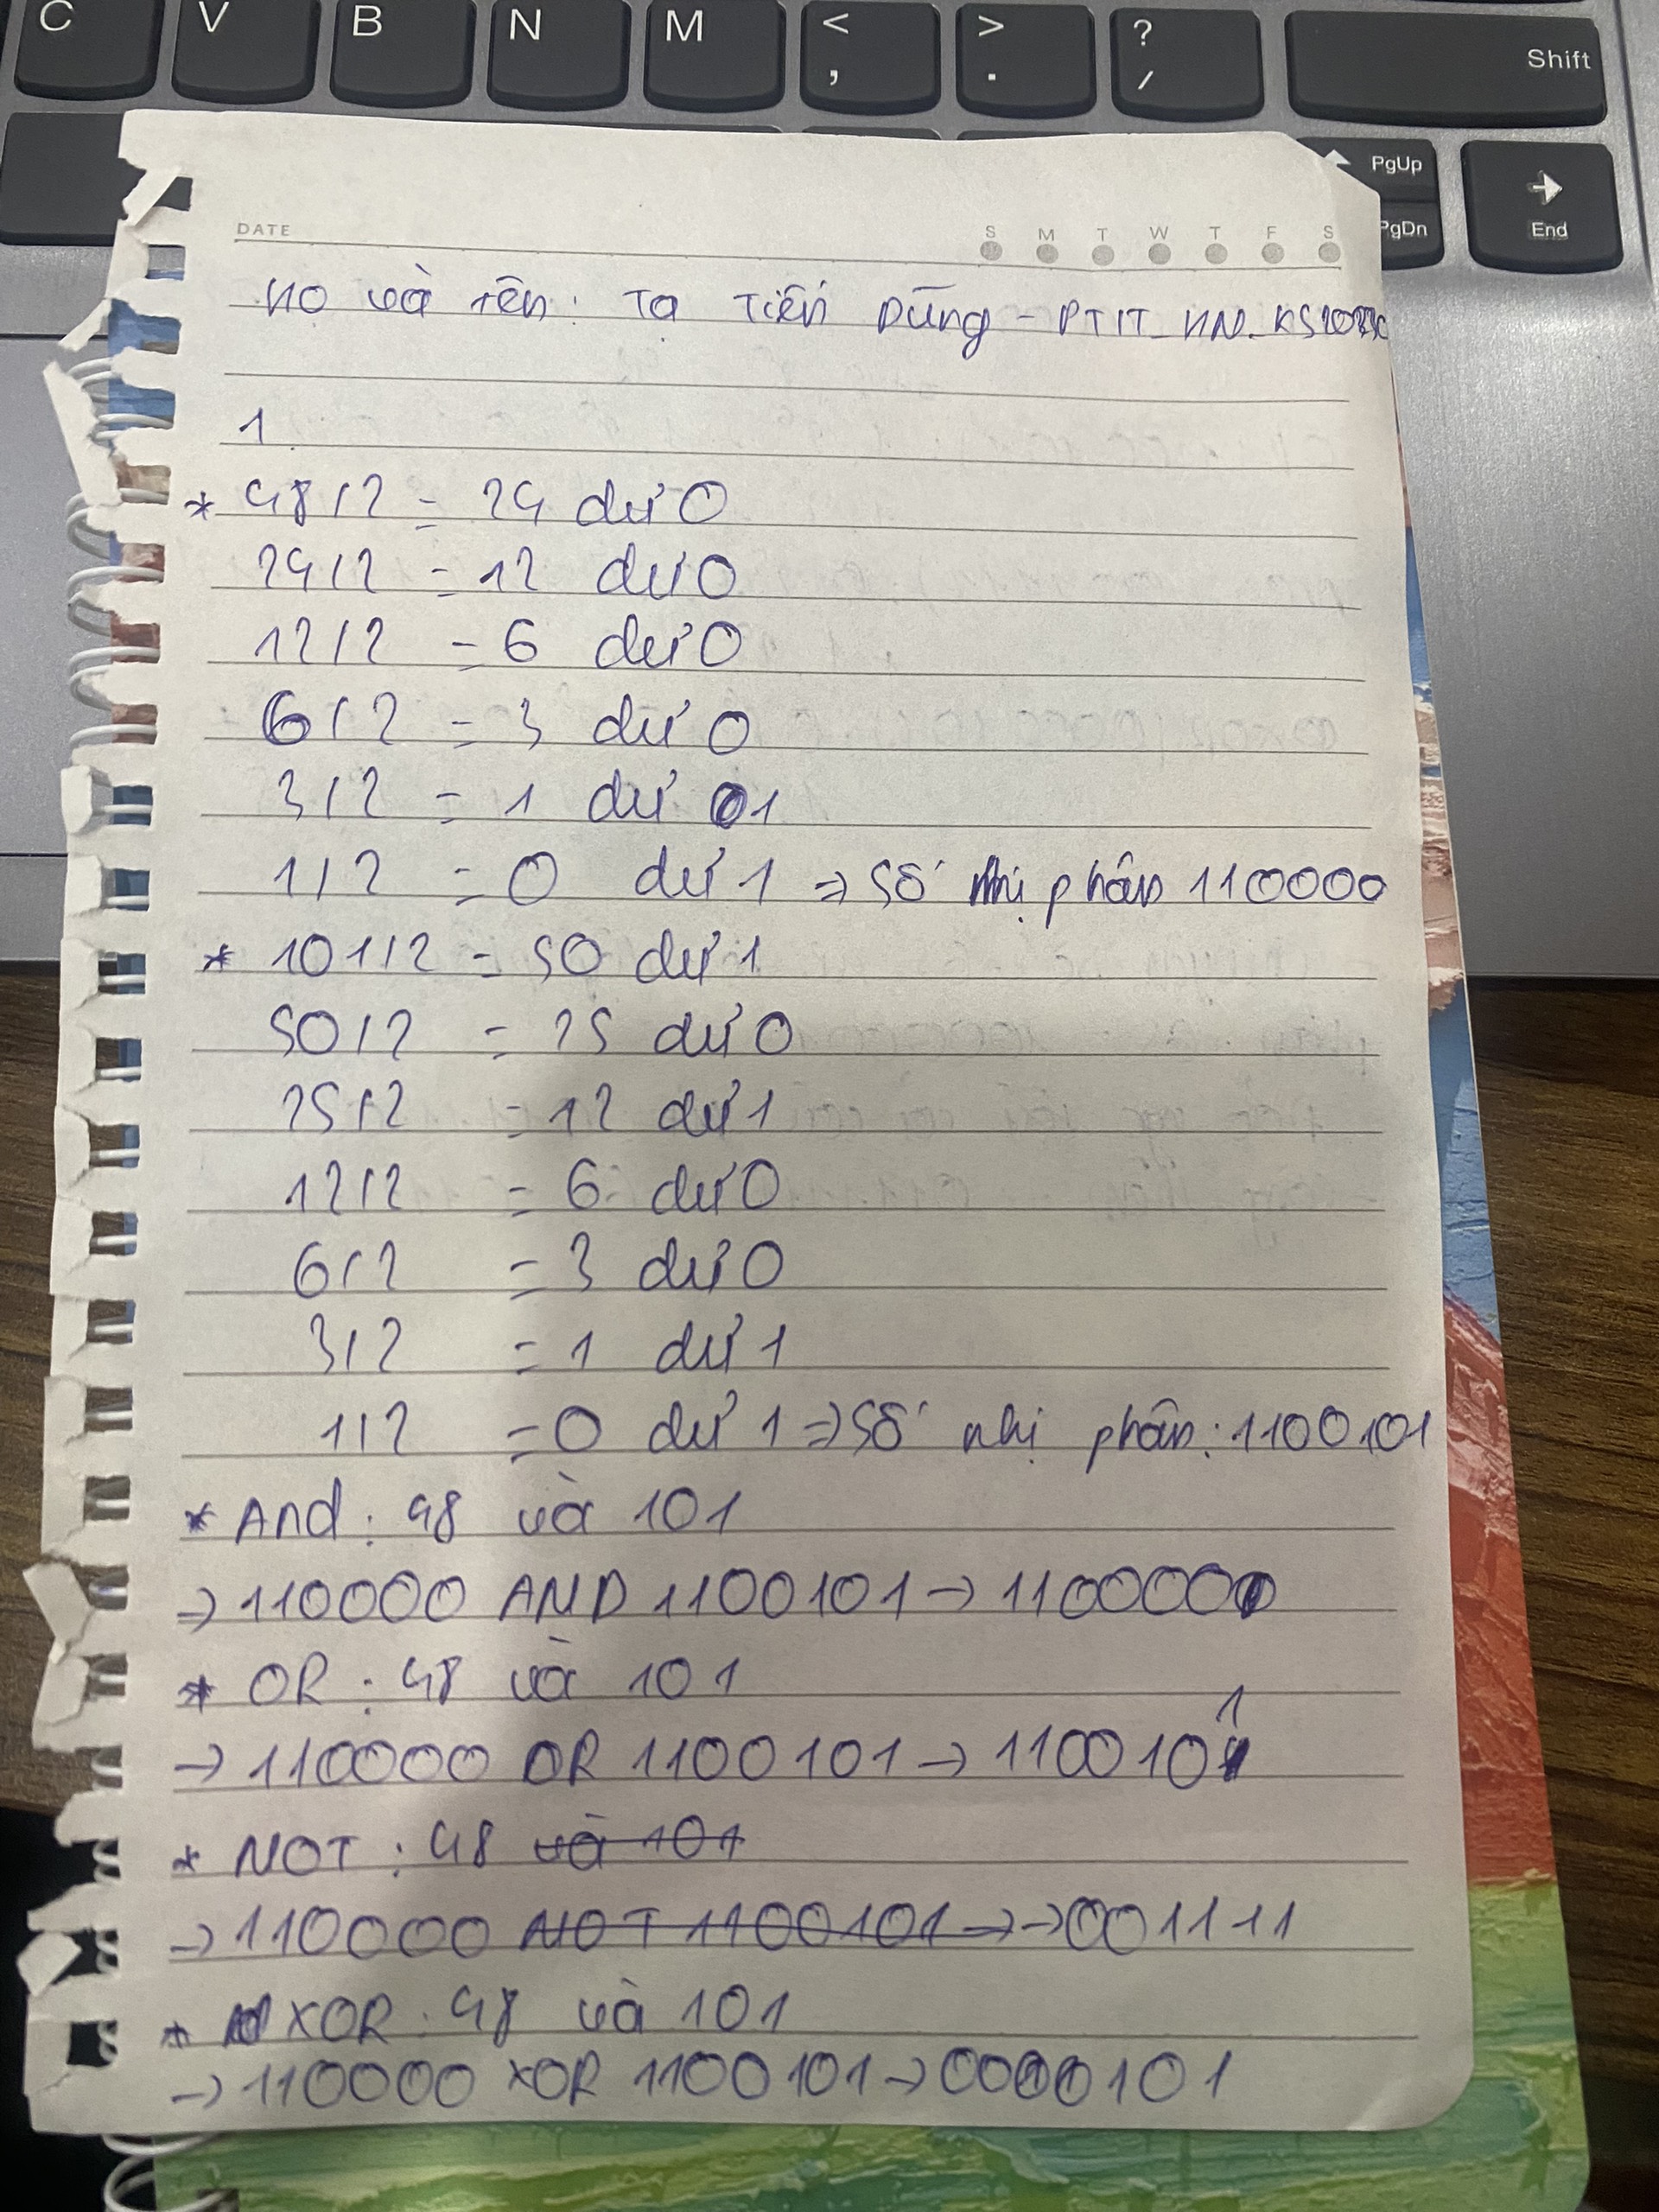 C V B N M < , > . ? / Shift
PgUp
PgDn → End
DATE S M T W T F S
Họ và tên: Tạ Tiến Dũng - PTIT_HN_
1
* 48/2 = 24 dư 0
24/2 = 12 dư 0
12/2 = 6 dư 0
6/2 = 3 dư 0
3/2 = 1 dư 1
1/2 = 0 dư 1 => số nhị phân 110000
* 101/2 = 50 dư 1
50/2 = 25 dư 0
25/2 = 12 dư 1
12/2 = 6 dư 0
6/2 = 3 dư 0
3/2 = 1 dư 1
1/2 = 0 dư 1 => số nhị phân: 1100101
* And: 48 và 101
=> 110000 AND 1100101 -> 1100000
* OR: 48 và 101
-> 110000 OR 1100101 -> 1100101
* NOT: 48 và 101
-> 110000 NOT 1100101 -> -> 001111
* XOR: 48 và 101
-> 110000 XOR 1100101 -> 0000101